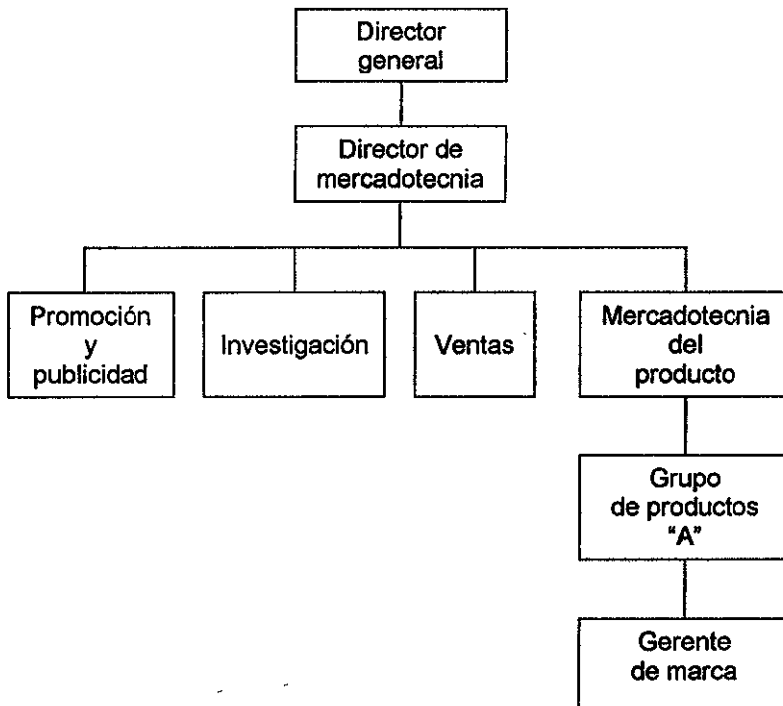 Director
general
Director de
mercadotecnia
Promoción
y
publicidad
Investigación
Ventas
Mercadotecnia
del
producto
Grupo
de productos
"A"
Gerente
de marca